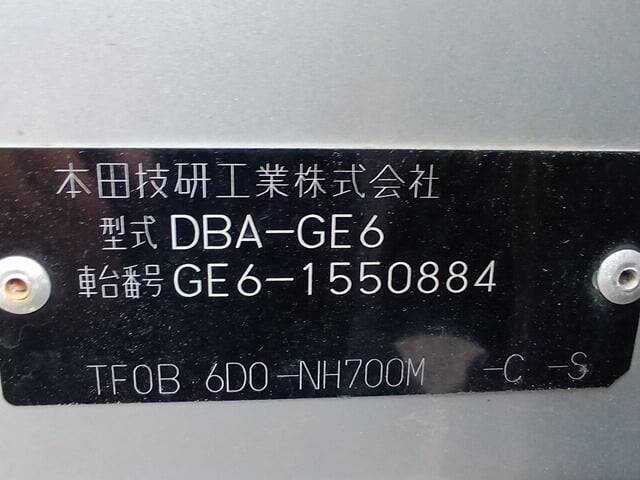 本田技研工業株式会社
型式 DBA-GE6
車台番号 GE6-1550884
TF0B 6D0-NH700M -C -S